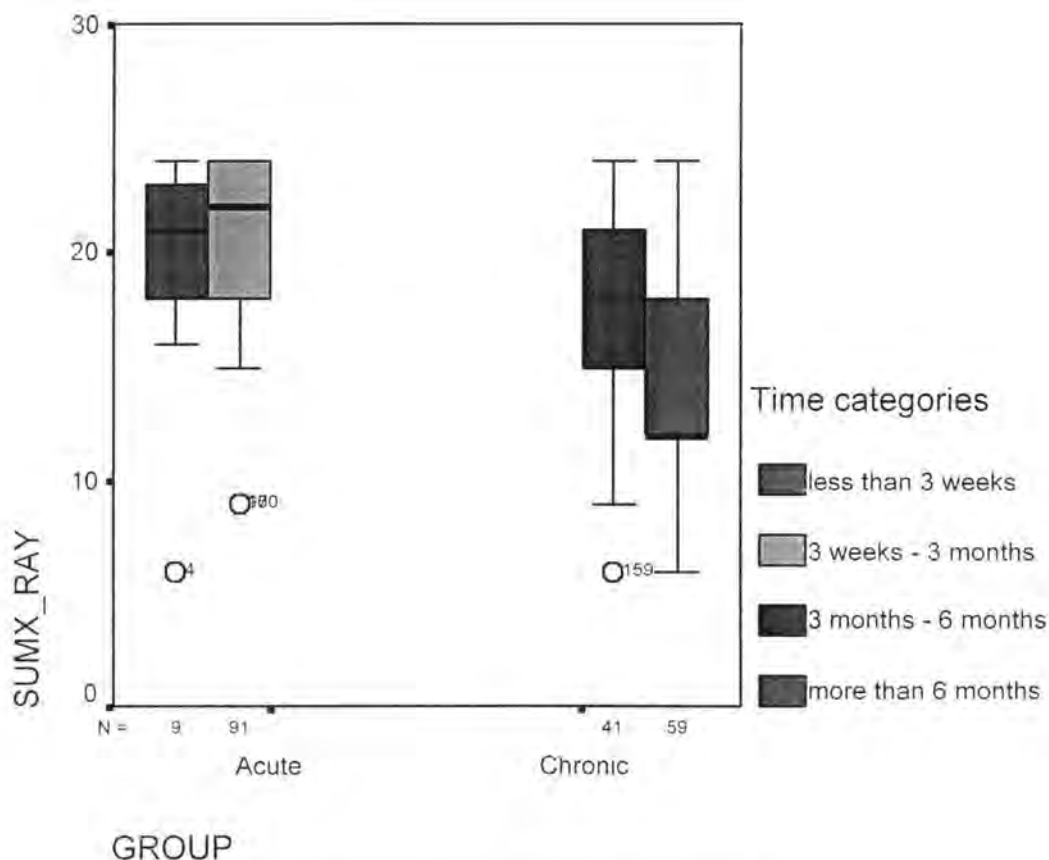 30
20
10
0
SUMX_RAY
N = 9 91 41 59
Acute Chronic
GROUP
4
159
Time categories
less than 3 weeks
3 weeks - 3 months
3 months - 6 months
more than 6 months